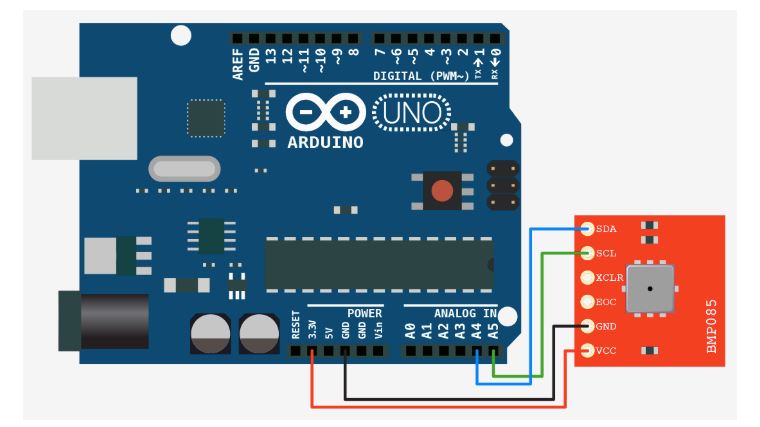 AREF
GND
13
12
~11
~10
~9
8
7
~6
~5
4
~3
2
TX→1
RX←0
DIGITAL (PWM~)
UNO
ARDUINO
SDA
SCL
XCLR
EOC
GND
VCC
BMP085
POWER
ANALOG IN
RESET
3.3V
5V
GND
GND
Vin
A0
A1
A2
A3
A4
A5